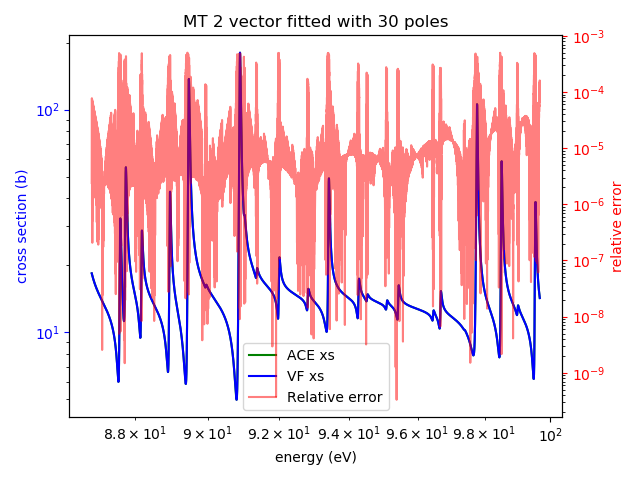 MT 2 vector fitted with 30 poles
cross section (b)
10²
10¹
10⁻³
10⁻⁴
10⁻⁵
10⁻⁶
10⁻⁷
10⁻⁸
10⁻⁹
relative error
ACE xs
VF xs
Relative error
8.8 × 10¹ 9 × 10¹ 9.2 × 10¹ 9.4 × 10¹ 9.6 × 10¹ 9.8 × 10¹ 10²
energy (eV)